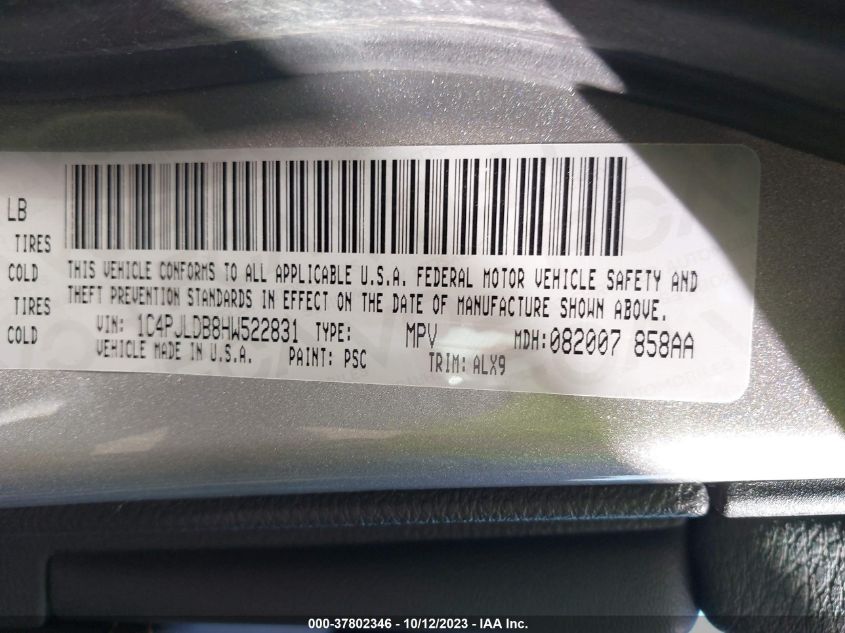 LB
TIRES
COLD THIS VEHICLE CONFORMS TO ALL APPLICABLE U.S.A. FEDERAL MOTOR VEHICLE SAFETY AND
TIRES THEFT PREVENTION STANDARDS IN EFFECT ON THE DATE OF MANUFACTURE SHOWN ABOVE.
COLD VIN: 1C4PJLDB8HW522831 TYPE: MPV MDH:082007 858AA
VEHICLE MADE IN U.S.A. PAINT: PSC TRIM: ALX9
000-37802346 - 10/12/2023 - IAA Inc.